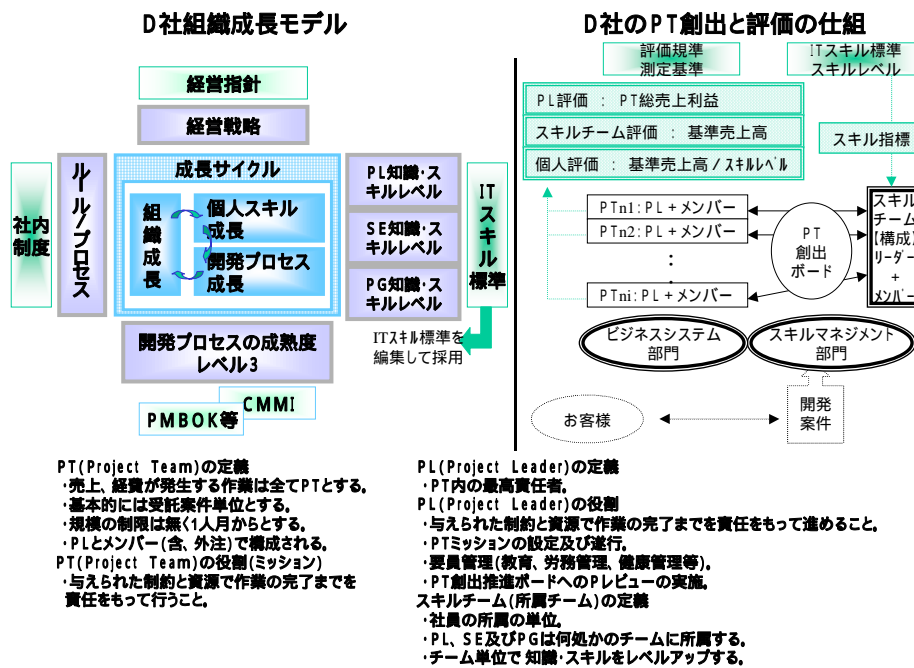 D社組織成長モデル
経営指針
経営戦略
社内
制度
ルール/プロセス
成長サイクル
組織成長
個人スキル
成長
開発プロセス
成長
PL知識・ス
キルレベル
SE知識・ス
キルレベル
PG知識・ス
キルレベル
ITスキル標準
ITスキル標準を
編集して採用
開発プロセスの成熟度
レベル3
CMMI
PMBOK等
D社のPT創出と評価の仕組
評価規準
測定基準
ITスキル標準
スキルレベル
PL評価 : PT総売上利益
スキルチーム評価 : 基準売上高
個人評価 : 基準売上高/スキルレベル
スキル指標
PTn1:PL+メンバー
PTn2:PL+メンバー
:
PTni:PL+メンバー
PT
創出
ボード
スキル
チーム
【構成】
リーダー
+
メンバー
ビジネスシステム
部門
スキルマネジメント
部門
お客様
開発
案件
PT(Project Team)の定義
・売上、経費が発生する作業は全てPTとする。
・基本的には受託案件単位とする。
・規模の制限は無く1人月からとする。
・PLとメンバー(含、外注)で構成される。
PT(Project Team)の役割(ミッション)
・与えられた制約と資源で作業の完了までを
責任をもって行うこと。
PL(Project Leader)の定義
・PT内の最高責任者。
PL(Project Leader)の役割
・与えられた制約と資源で作業の完了までを責任をもって進めること。
・PTミッションの設定及び遂行。
・要員管理(教育、労務管理、健康管理等)。
・PT創出推進ボードへのPレビューの実施。
スキルチーム(所属チーム)の定義
・社員の所属の単位。
・PL、SE及びPGは何処かのチームに所属する。
・チーム単位で 知識・スキルをレベルアップする。